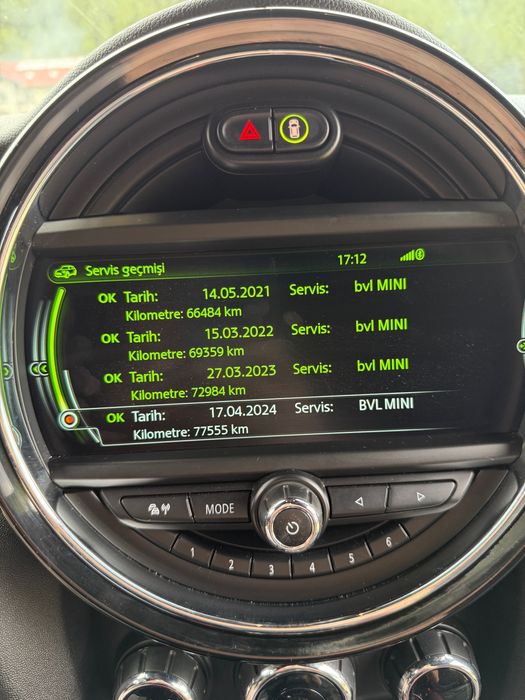 Servis geçmişi 17:12
OK Tarih: 14.05.2021 Servis: bvl MINI
Kilometre: 66484 km
OK Tarih: 15.03.2022 Servis: bvl MINI
Kilometre: 69359 km
OK Tarih: 27.03.2023 Servis: bvl MINI
Kilometre: 72984 km
OK Tarih: 17.04.2024 Servis: BVL MINI
Kilometre: 77555 km
MODE
1 2 3 4 5 6